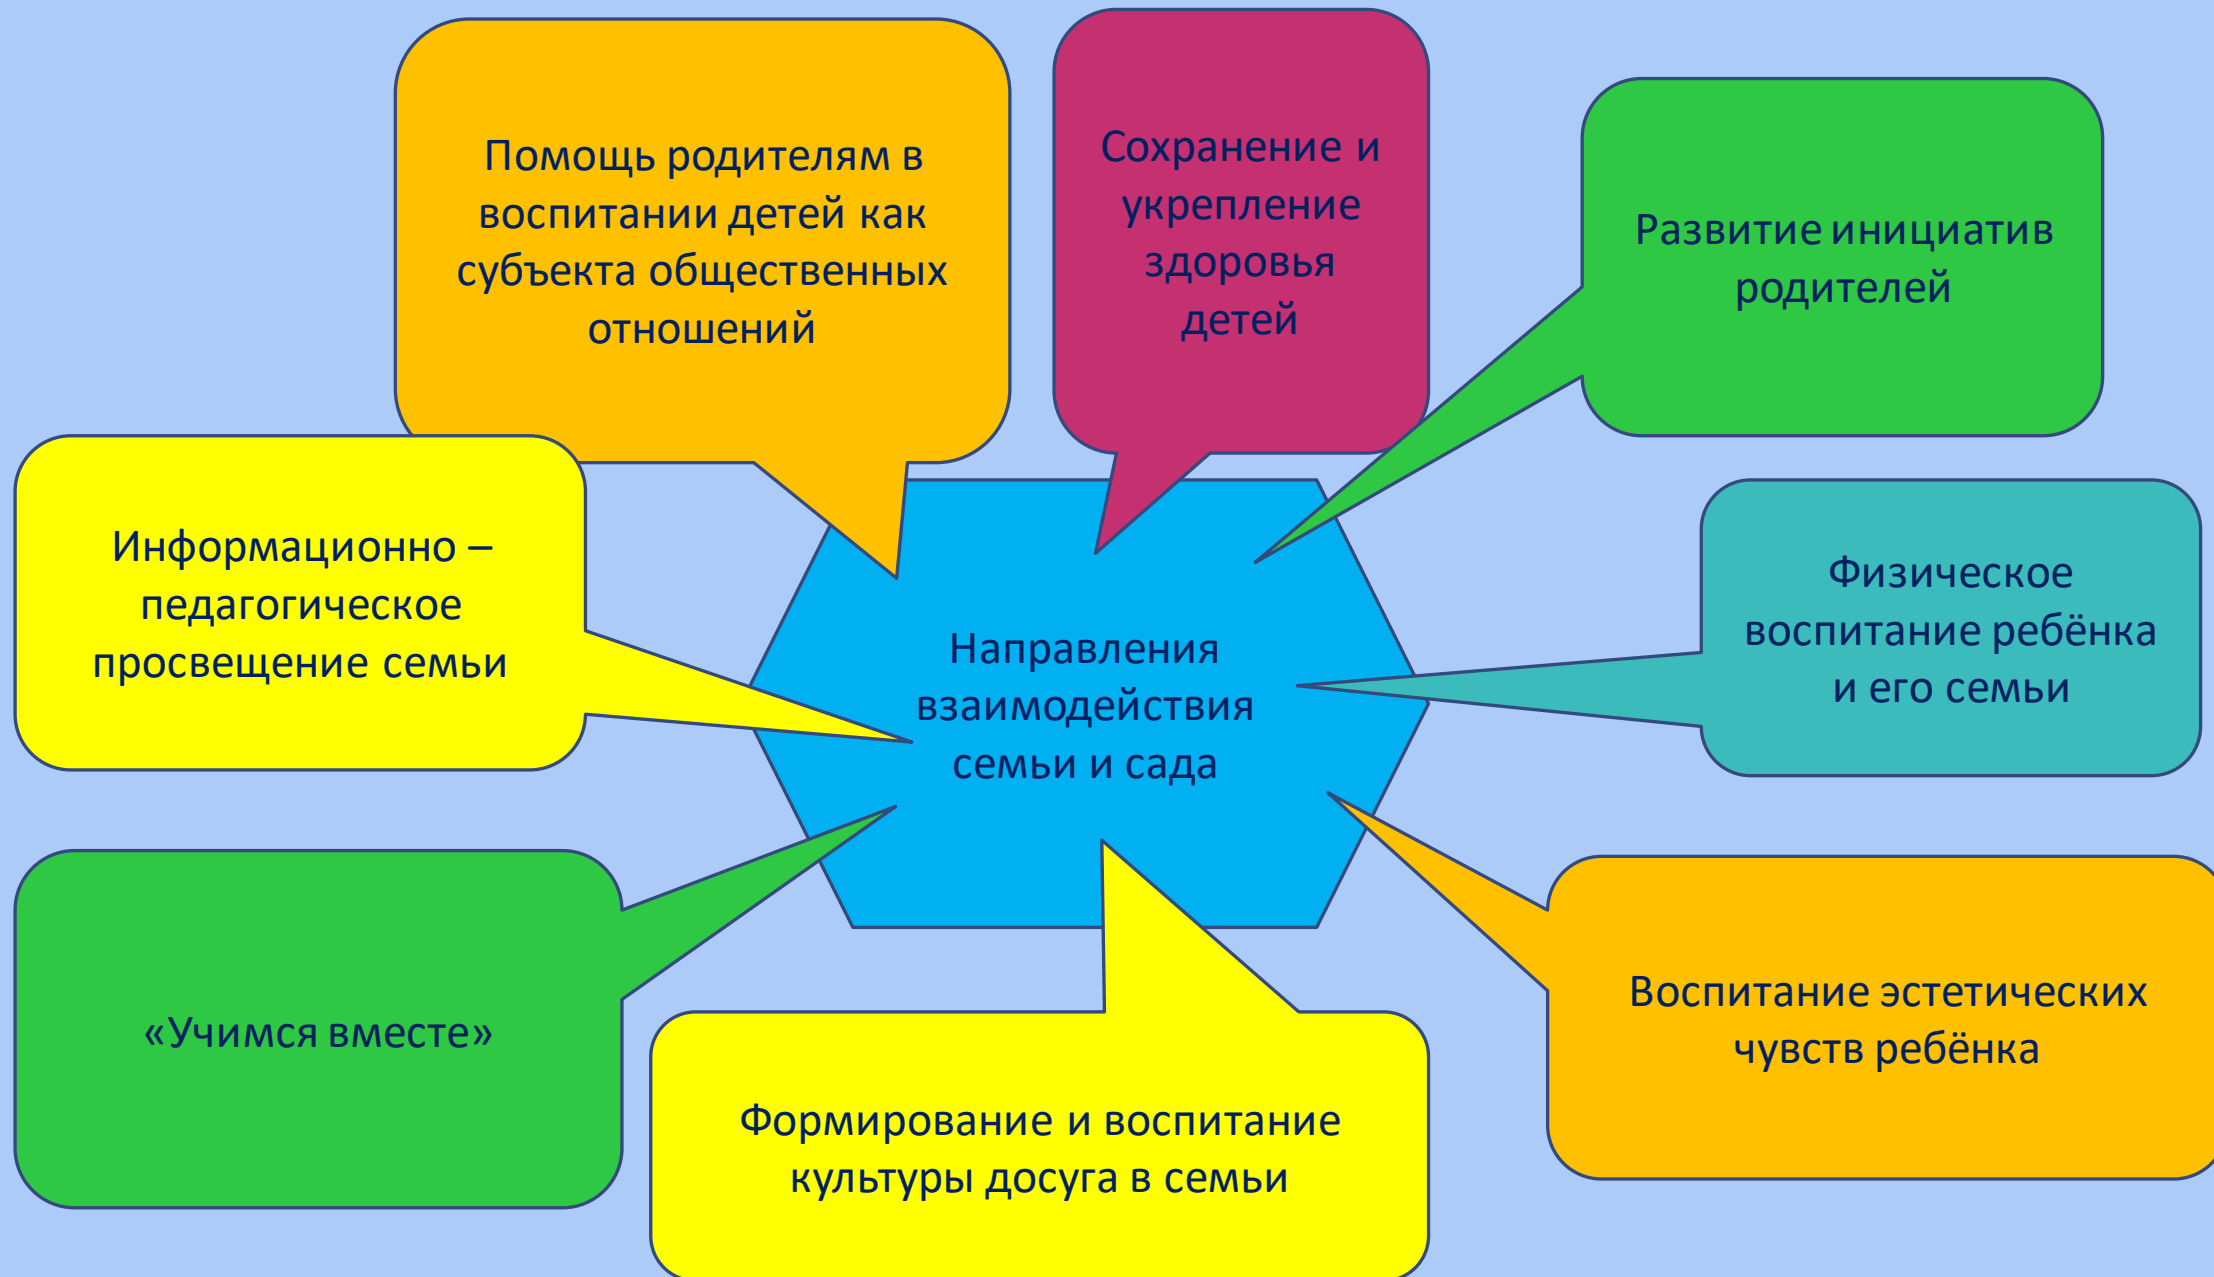 Помощь родителям в
воспитании детей как
субъекта общественных
отношений
Сохранение и
укрепление
здоровья
детей
Развитие инициатив
родителей
Информационно –
педагогическое
просвещение семьи
Направления
взаимодействия
семьи и сада
Физическое
воспитание ребёнка
и его семьи
«Учимся вместе»
Формирование и воспитание
культуры досуга в семьи
Воспитание эстетических
чувств ребёнка